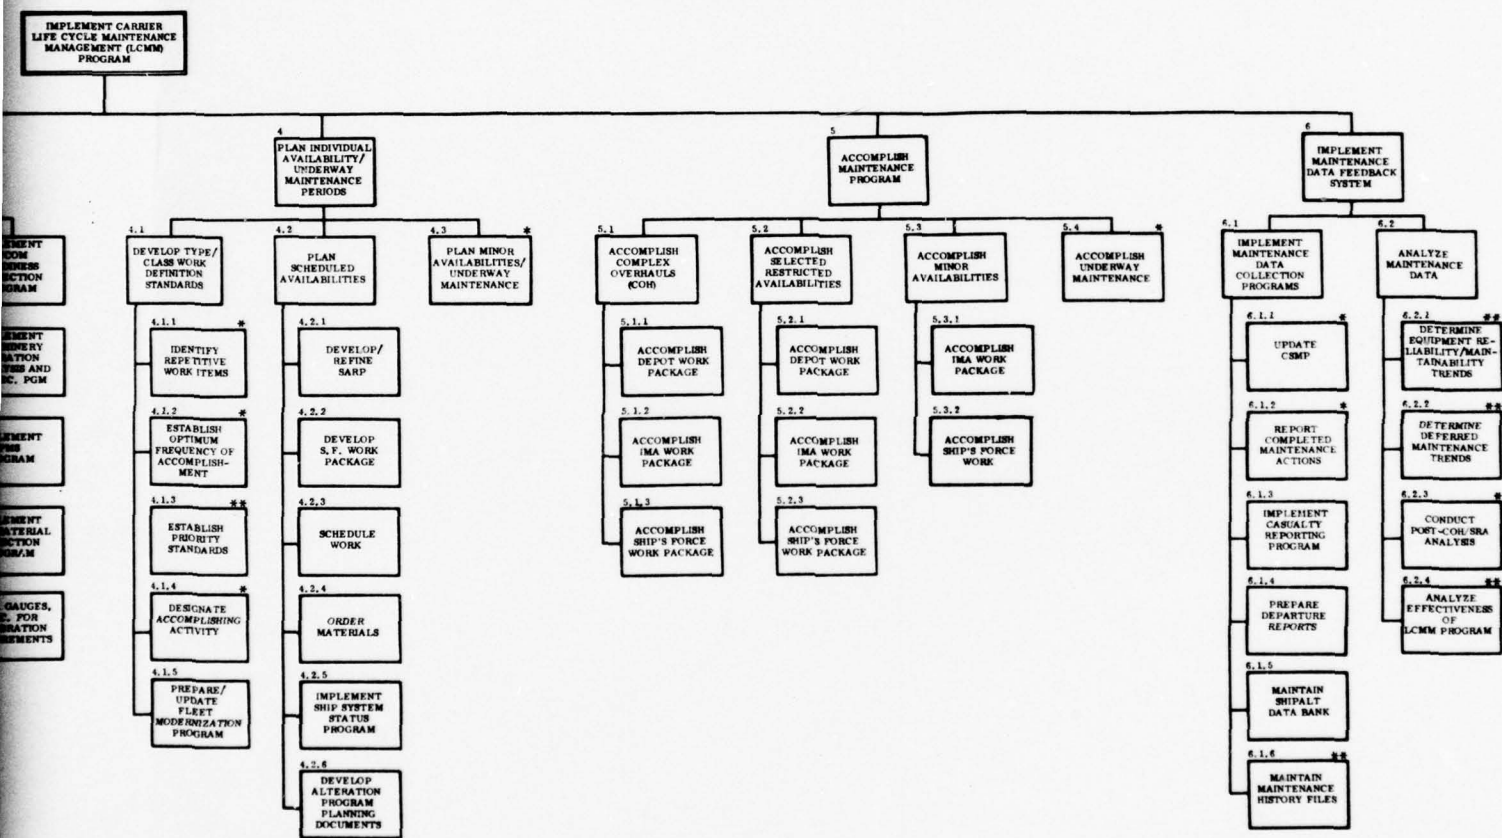 IMPLEMENT CARRIER
LIFE CYCLE MAINTENANCE
MANAGEMENT (LCMM)
PROGRAM
4
PLAN INDIVIDUAL
AVAILABILITY/
UNDERWAY
MAINTENANCE
PERIODS
5
ACCOMPLISH
MAINTENANCE
PROGRAM
6
IMPLEMENT
MAINTENANCE
DATA FEEDBACK
SYSTEM
GAUGES,
FOR
4.1
DEVELOP TYPE/
CLASS WORK
DEFINITION
STANDARDS
4.1.1 *
IDENTIFY
REPETITIVE
WORK ITEMS
4.1.2 *
ESTABLISH
OPTIMUM
FREQUENCY OF
ACCOMPLISH-
MENT
4.1.3 **
ESTABLISH
PRIORITY
STANDARDS
4.1.4 *
DESIGNATE
ACCOMPLISHING
ACTIVITY
4.1.5
PREPARE/
UPDATE
FLEET
MODERNIZATION
PROGRAM
4.2
PLAN
SCHEDULED
AVAILABILITIES
4.2.1
DEVELOP/
REFINE
SARP
4.2.2
DEVELOP
S.F. WORK
PACKAGE
4.2.3
SCHEDULE
WORK
4.2.4
ORDER
MATERIALS
4.2.5
IMPLEMENT
SHIP SYSTEM
STATUS
PROGRAM
4.2.6
DEVELOP
ALTERATION
PROGRAM
PLANNING
DOCUMENTS
4.3 *
PLAN MINOR
AVAILABILITIES/
UNDERWAY
MAINTENANCE
5.1
ACCOMPLISH
COMPLEX
OVERHAULS
(COH)
5.1.1
ACCOMPLISH
DEPOT WORK
PACKAGE
5.1.2
ACCOMPLISH
IMA WORK
PACKAGE
5.1.3
ACCOMPLISH
SHIP'S FORCE
WORK PACKAGE
5.2
ACCOMPLISH
SELECTED
RESTRICTED
AVAILABILITIES
5.2.1
ACCOMPLISH
DEPOT WORK
PACKAGE
5.2.2
ACCOMPLISH
IMA WORK
PACKAGE
5.2.3
ACCOMPLISH
SHIP'S FORCE
WORK PACKAGE
5.3
ACCOMPLISH
MINOR
AVAILABILITIES
5.3.1
ACCOMPLISH
IMA WORK
PACKAGE
5.3.2
ACCOMPLISH
SHIP'S FORCE
WORK
5.4 *
ACCOMPLISH
UNDERWAY
MAINTENANCE
6.1
IMPLEMENT
MAINTENANCE
DATA
COLLECTION
PROGRAMS
6.1.1 *
UPDATE
CSMP
6.1.2 *
REPORT
COMPLETED
MAINTENANCE
ACTIONS
6.1.3
IMPLEMENT
CASUALTY
REPORTING
PROGRAM
6.1.4
PREPARE
DEPARTURE
REPORTS
6.1.5
MAINTAIN
SHIPALT
DATA BANK
6.1.6 **
MAINTAIN
MAINTENANCE
HISTORY FILES
6.2
ANALYZE
MAINTENANCE
DATA
6.2.1 **
DETERMINE
EQUIPMENT RE-
LIABILITY/MAIN-
TAINABILITY
TRENDS
6.2.2 **
DETERMINE
DEFERRED
MAINTENANCE
TRENDS
6.2.3 *
CONDUCT
POST-COH/SRA
ANALYSIS
6.2.4 **
ANALYZE
EFFECTIVENESS
OF
LCMM PROGRAM